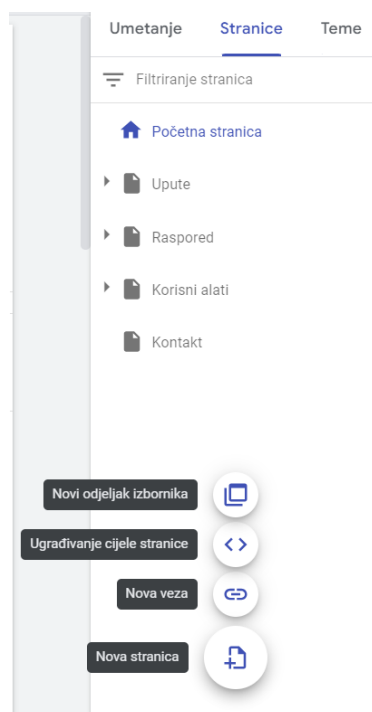 Umetanje Stranice Teme
Filtriranje stranica
Početna stranica
Upute
Raspored
Korisni alati
Kontakt
Novi odjeljak izbornika
Ugrađivanje cijele stranice
Nova veza
Nova stranica